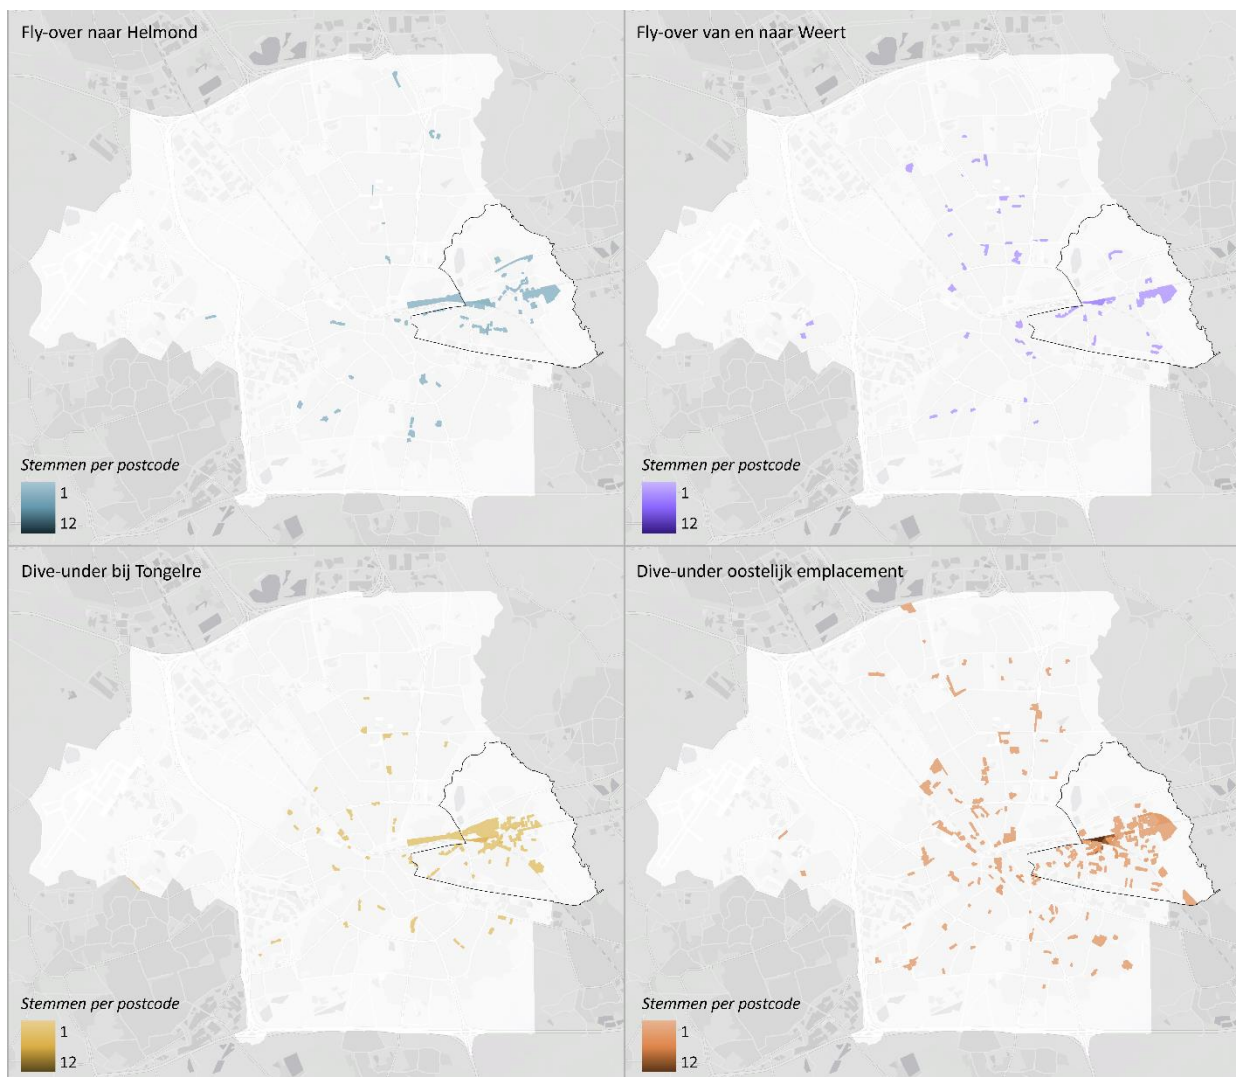 Fly-over naar Helmond
Stemmen per postcode
1
12
Fly-over van en naar Weert
Stemmen per postcode
1
12
Dive-under bij Tongelre
Stemmen per postcode
1
12
Dive-under oostelijk emplacement
Stemmen per postcode
1
12